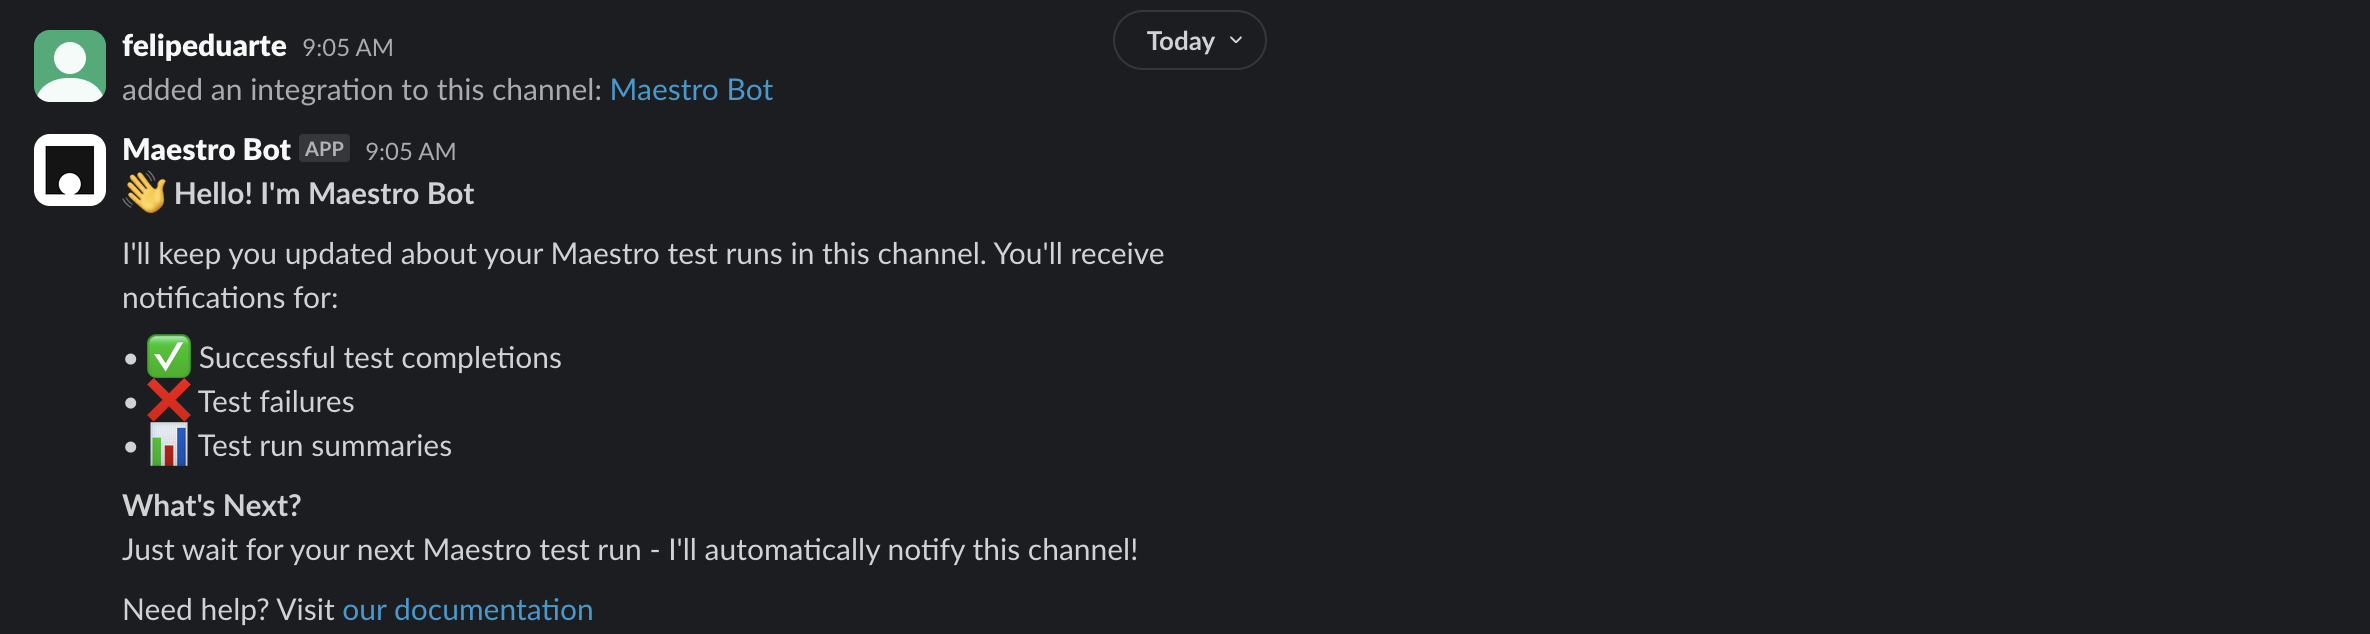 Today
felipeduarte 9:05 AM
added an integration to this channel: Maestro Bot
Maestro Bot APP 9:05 AM
👋 Hello! I'm Maestro Bot
I'll keep you updated about your Maestro test runs in this channel. You'll receive
notifications for:
• ✅ Successful test completions
• ❌ Test failures
• 📊 Test run summaries
What's Next?
Just wait for your next Maestro test run - I'll automatically notify this channel!
Need help? Visit our documentation